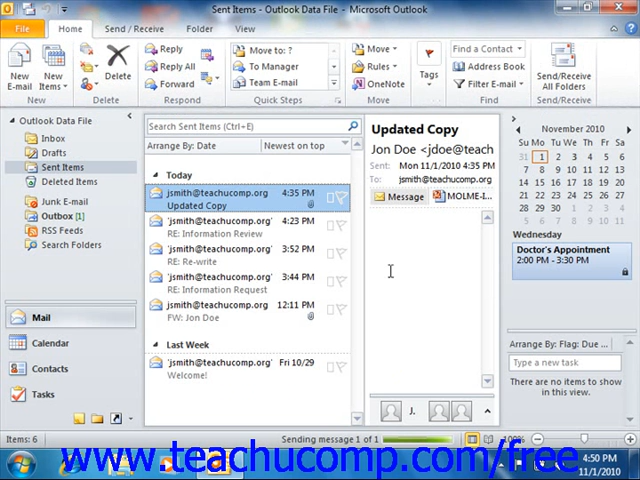 Sent Items - Outlook Data File - Microsoft Outlook
File Home Send / Receive Folder View
New E-mail
New Items
New
Delete
Delete
Reply
Reply All
Forward
Respond
Move to: ?
To Manager
Team E-mail
Quick Steps
Move
Rules
OneNote
Move
Tags
Find a Contact
Address Book
Filter E-mail
Find
Send/Receive All Folders
Send/Receive
Outlook Data File
Inbox
Drafts
Sent Items
Deleted Items
Junk E-mail
Outbox [1]
RSS Feeds
Search Folders
Mail
Calendar
Contacts
Tasks
Search Sent Items (Ctrl+E)
Arrange By: Date Newest on top
Today
jsmith@teachucomp.org 4:35 PM
Updated Copy
'jsmith@teachucomp.org' 4:23 PM
RE: Information Review
'jsmith@teachucomp.org' 3:52 PM
RE: Re-write
'jsmith@teachucomp.org' 3:44 PM
RE: Information Request
jsmith@teachucomp.org 12:11 PM
FW: Jon Doe
Last Week
'jsmith@teachucomp.org' Fri 10/29
Welcome!
Updated Copy
Jon Doe <jdoe@teach
Sent: Mon 11/1/2010 4:35 PM
To: jsmith@teachucomp.org
Message MOLME-I...
J.
November 2010
Su Mo Tu We Th Fr Sa
31 1 2 3 4 5 6
7 8 9 10 11 12 13
14 15 16 17 18 19 20
21 22 23 24 25 26 27
28 29 30 1 2 3 4
Wednesday
Doctor's Appointment
2:00 PM - 3:30 PM
Arrange By: Flag: Due ...
Type a new task
There are no items to show in this view.
Items: 6 Sending message 1 of 1 100%
www.teachucomp.com/free
4:50 PM
11/1/2010